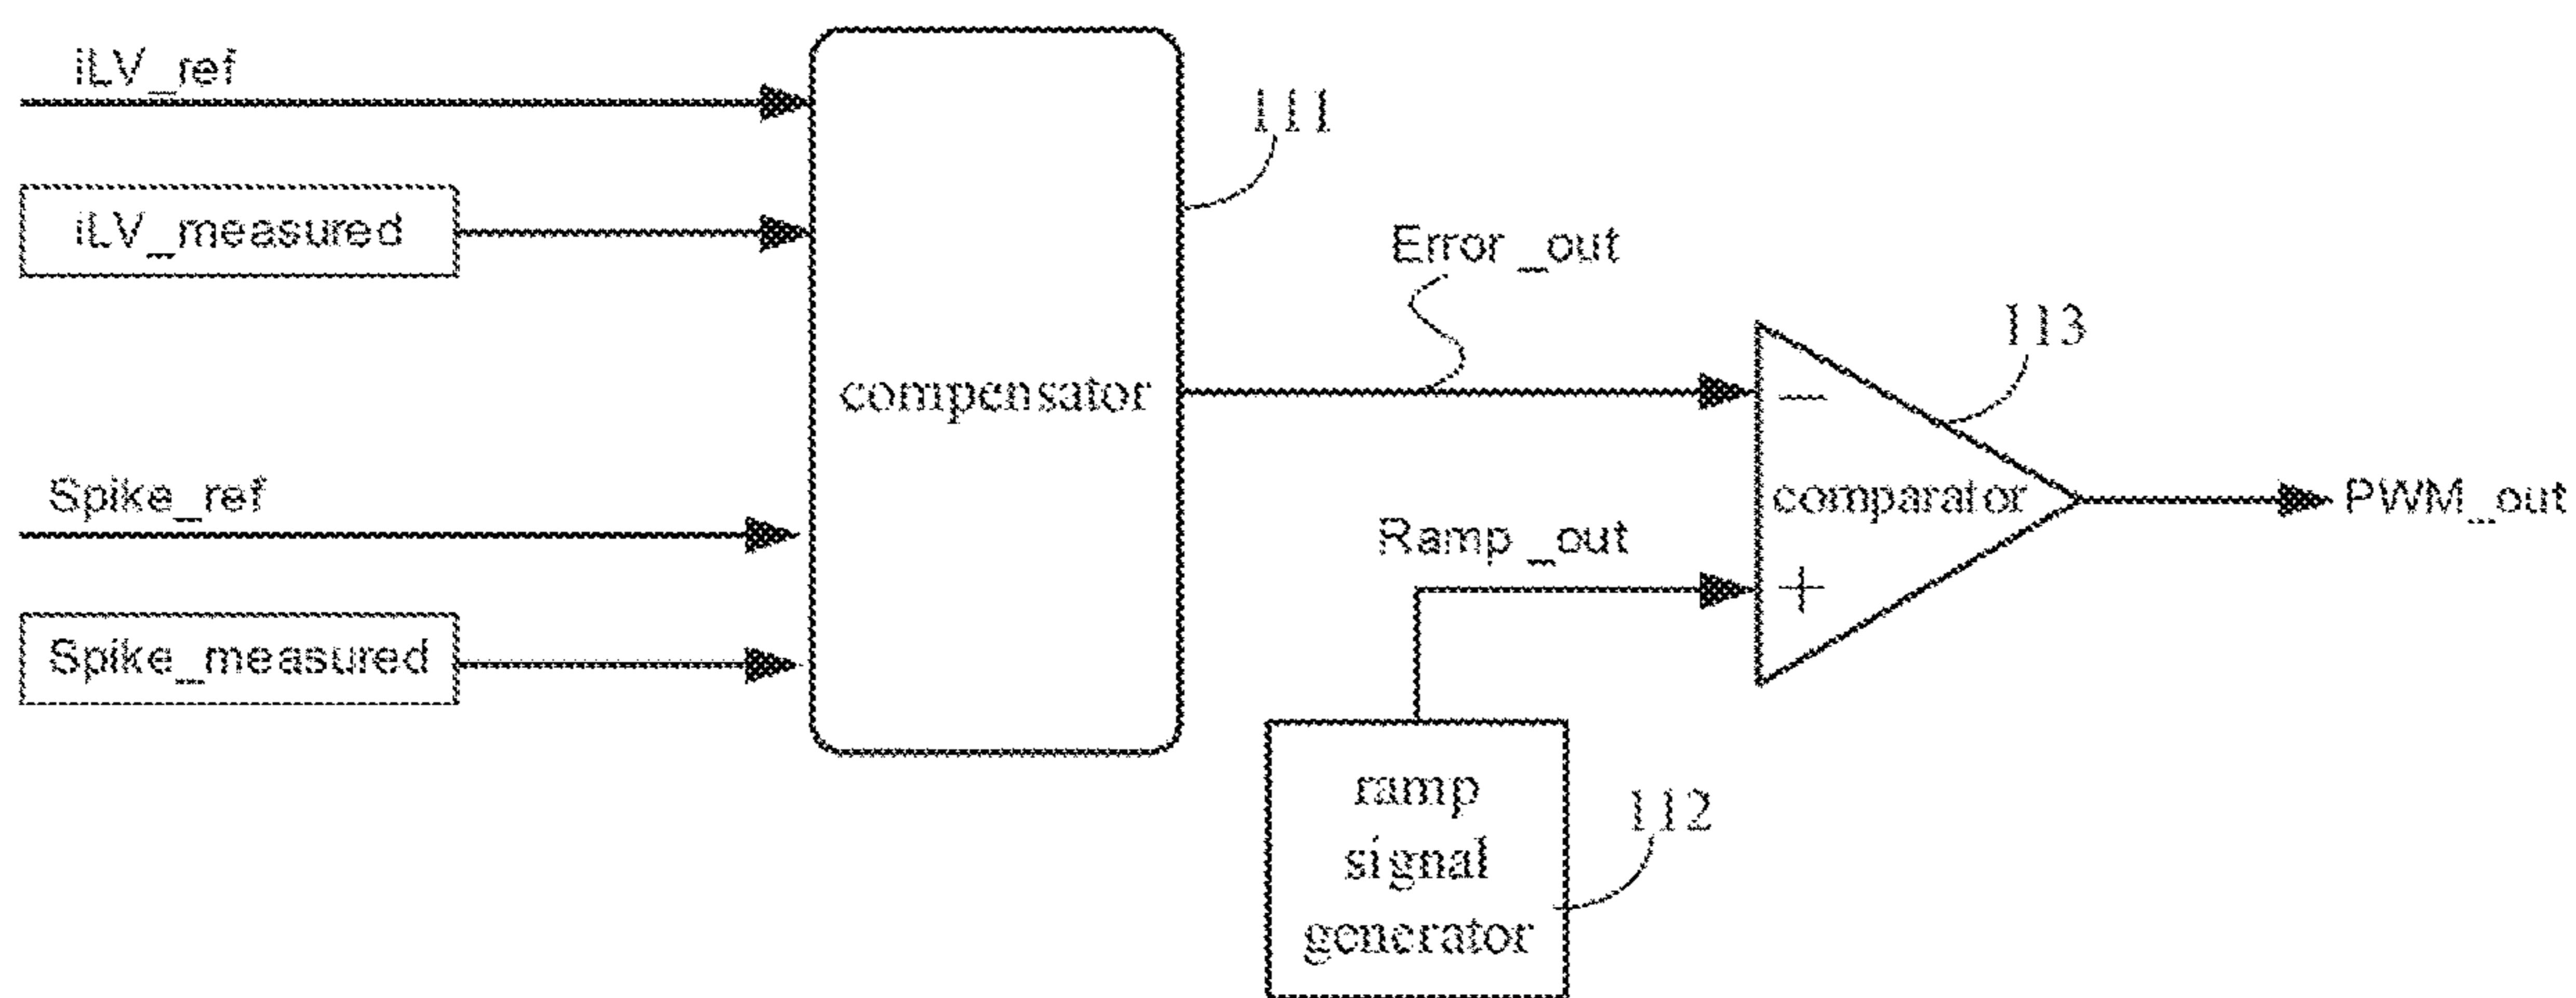 iLV_ref
iLV_measured
Spike_ref
Spike_measured
compensator
111
Error_out
Ramp_out
ramp
signal
generator
112
113
−
comparator
+
PWM_out